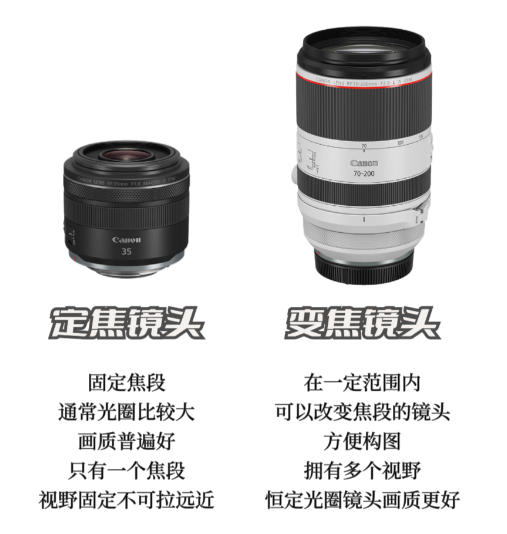 Canon
35
70
100
Canon
70-200
定焦镜头
固定焦段
通常光圈比较大
画质普遍好
只有一个焦段
视野固定不可拉远近
变焦镜头
在一定范围内
可以改变焦段的镜头
方便构图
拥有多个视野
恒定光圈镜头画质更好